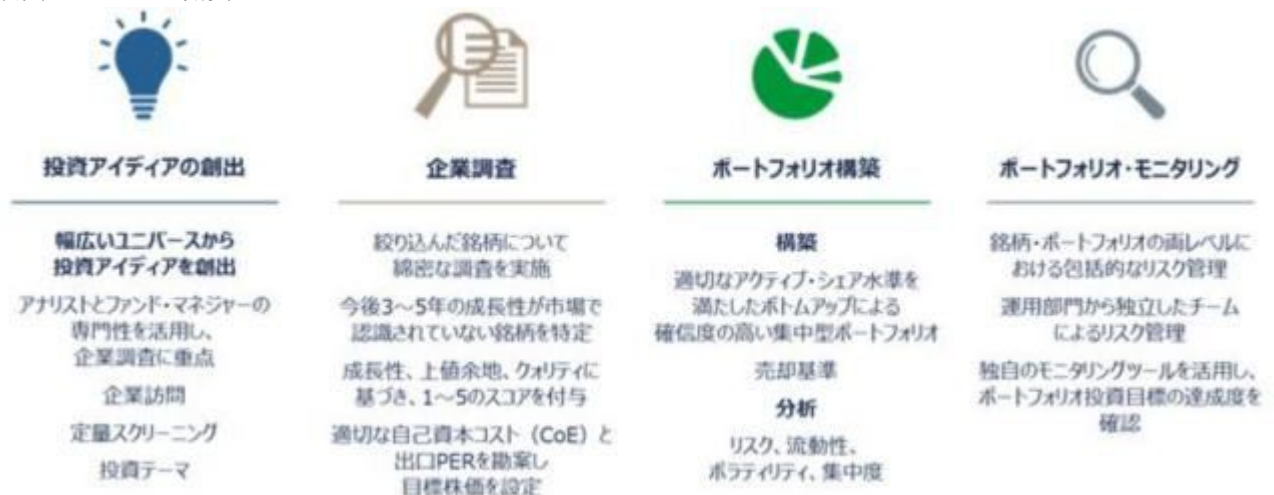 投資アイディアの創出
幅広いユニバースから
投資アイディアを創出
アナリストとファンド・マネジャーの
専門性を活用し、
企業調査に重点
企業訪問
定量スクリーニング
投資テーマ
企業調査
絞り込んだ銘柄について
綿密な調査を実施
今後3～5年の成長性が市場で
認識されていない銘柄を特定
成長性、上値余地、クォリティに
基づき、1～5のスコアを付与
適切な自己資本コスト（CoE）と
出口PERを勘案し
目標株価を設定
ポートフォリオ構築
構築
適切なアクティブ・シェア水準を
満たしたボトムアップによる
確信度の高い集中型ポートフォリオ
売却基準
分析
リスク、流動性、
ボラティリティ、集中度
ポートフォリオ・モニタリング
銘柄・ポートフォリオの両レベルに
おける包括的なリスク管理
運用部門から独立したチーム
によるリスク管理
独自のモニタリングツールを活用し、
ポートフォリオ投資目標の達成度を
確認